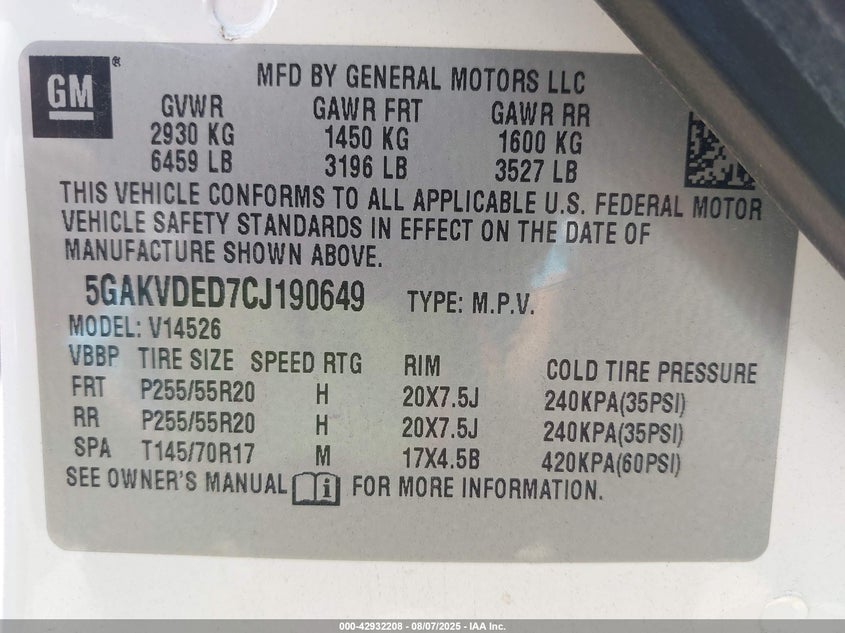 GM®
MFD BY GENERAL MOTORS LLC
GVWR GAWR FRT GAWR RR
2930 KG 1450 KG 1600 KG
6459 LB 3196 LB 3527 LB
THIS VEHICLE CONFORMS TO ALL APPLICABLE U.S. FEDERAL MOTOR
VEHICLE SAFETY STANDARDS IN EFFECT ON THE DATE OF
MANUFACTURE SHOWN ABOVE.
5GAKVDED7CJ190649 TYPE: M.P.V.
MODEL: V14526
VBBP TIRE SIZE SPEED RTG RIM COLD TIRE PRESSURE
FRT P255/55R20 H 20X7.5J 240KPA(35PSI)
RR P255/55R20 H 20X7.5J 240KPA(35PSI)
SPA T145/70R17 M 17X4.5B 420KPA(60PSI)
SEE OWNER'S MANUAL i FOR MORE INFORMATION.
000-42932208 - 08/07/2025 - IAA Inc.